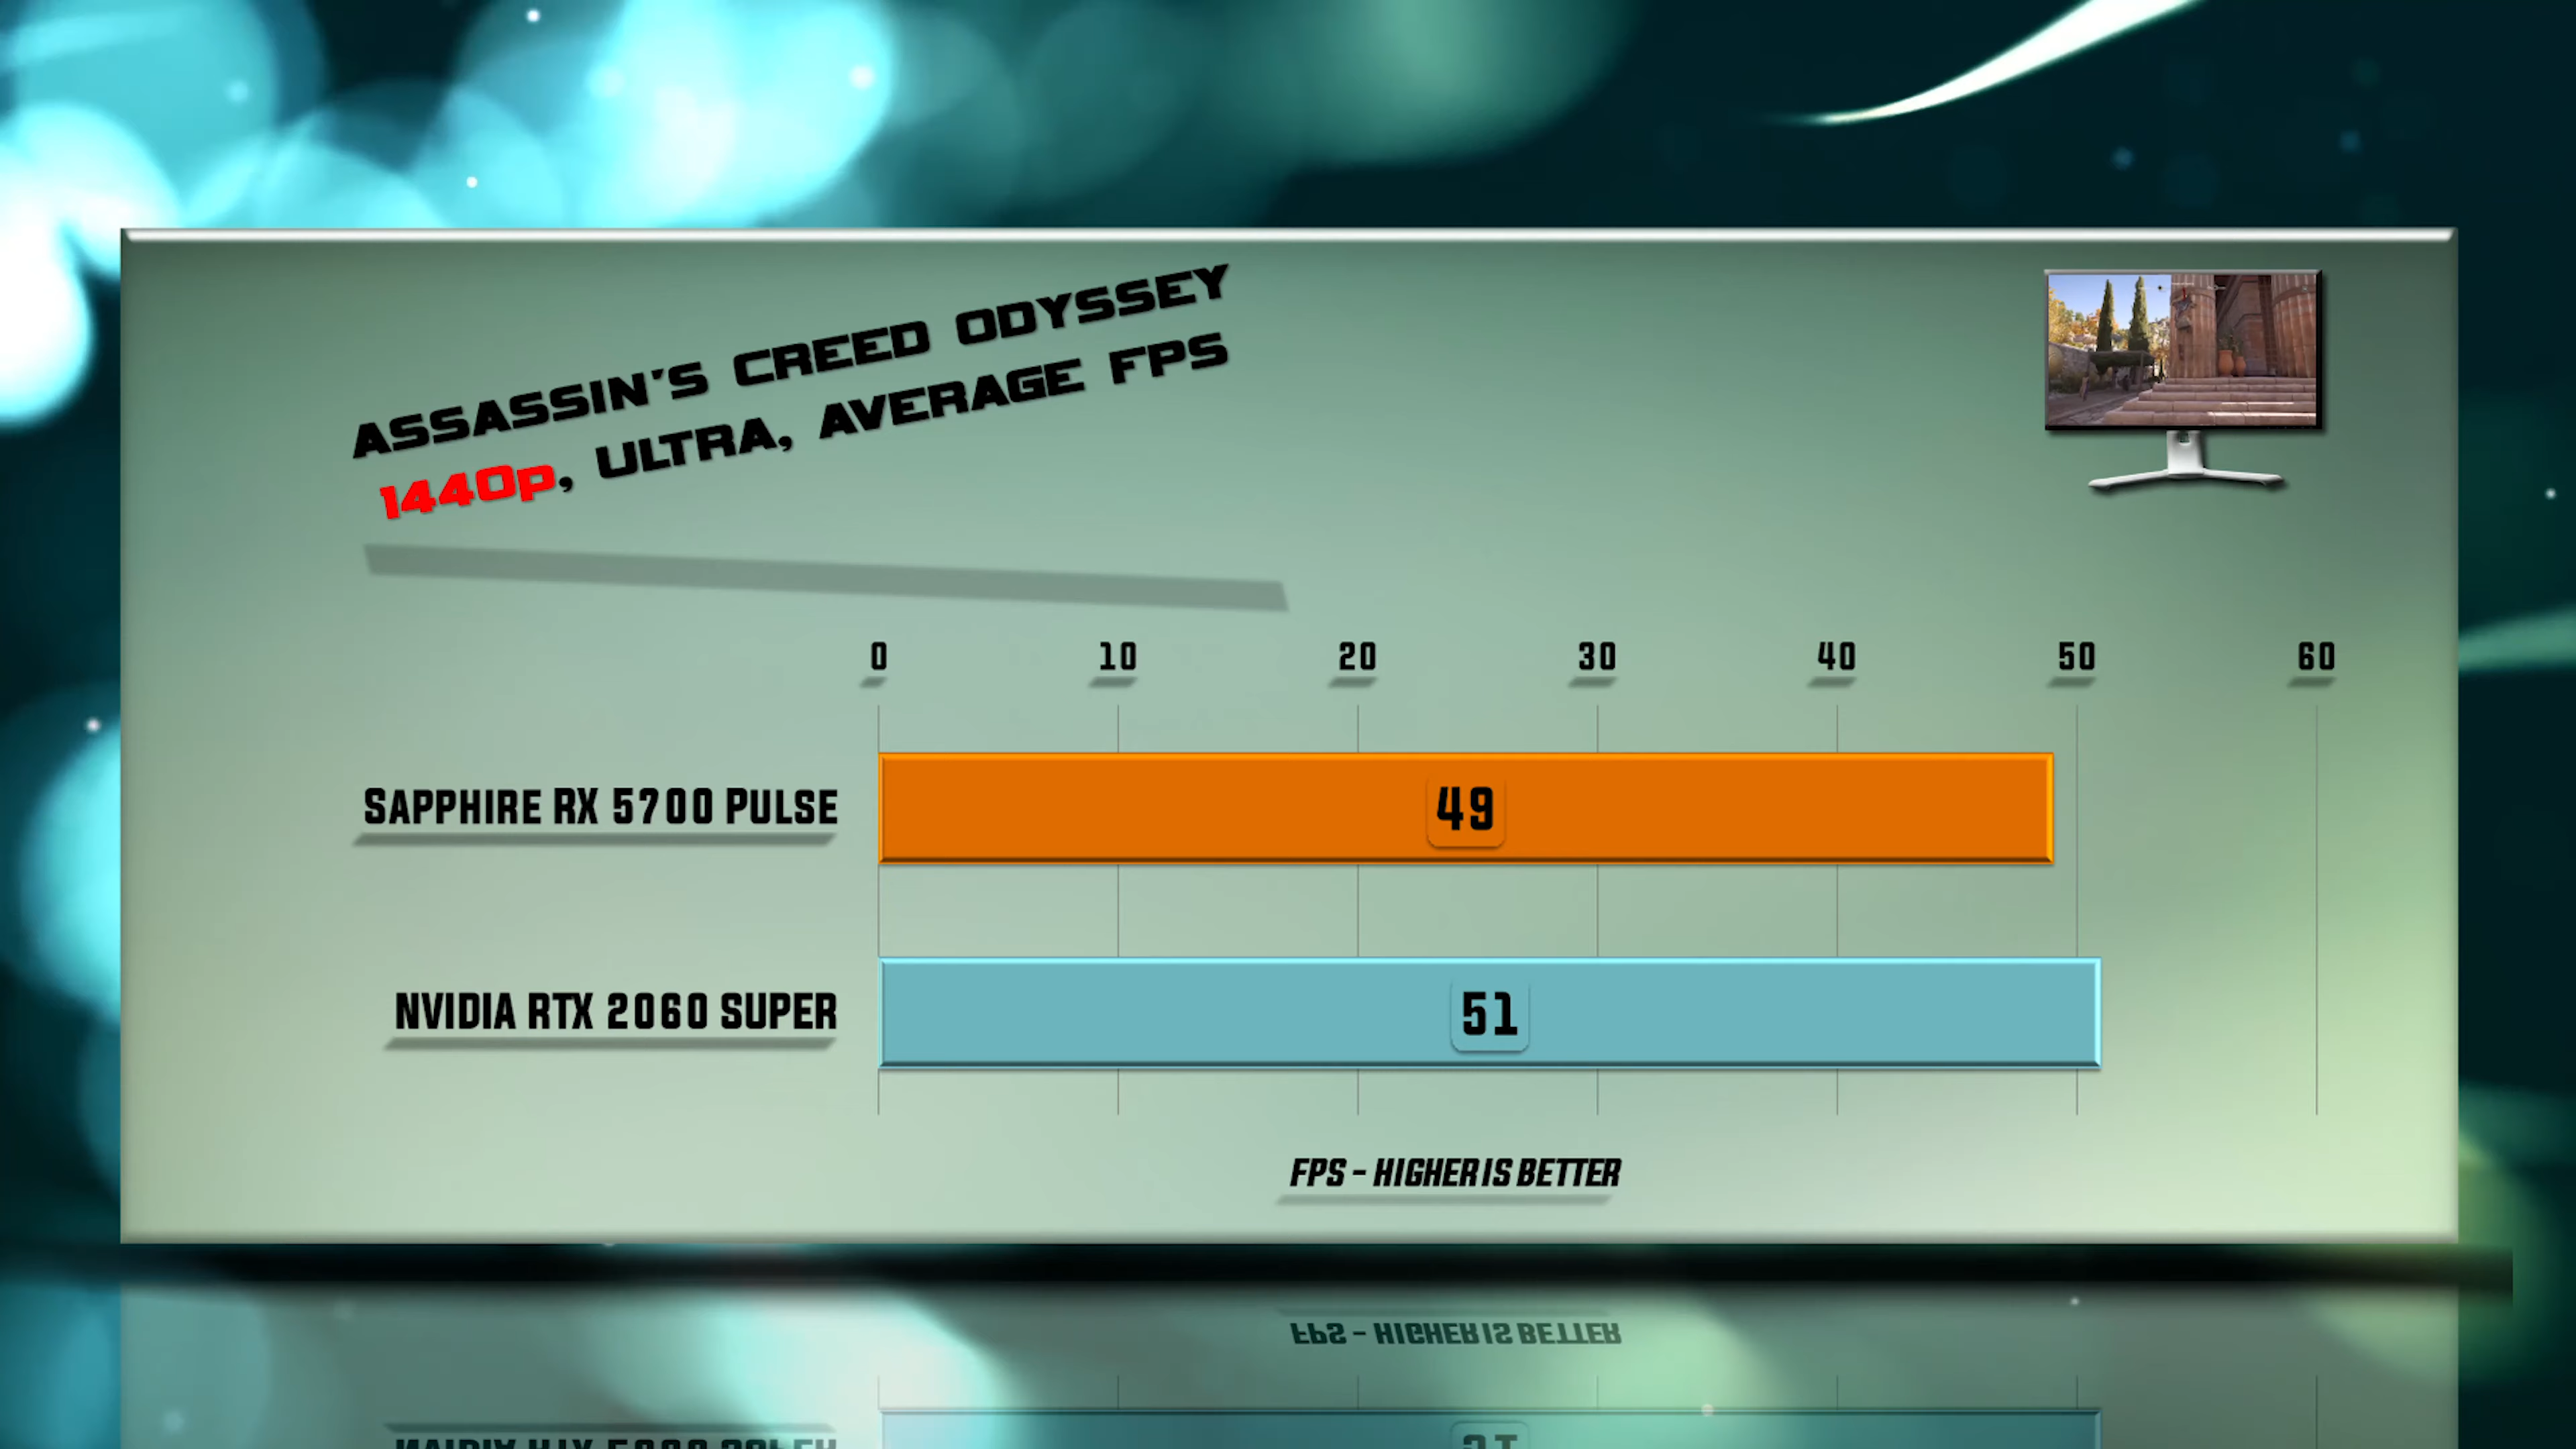 ASSASSIN'S CREED ODYSSEY
1440p, ULTRA, AVERAGE FPS
0 10 20 30 40 50 60
SAPPHIRE RX 5700 PULSE
49
NVIDIA RTX 2060 SUPER
51
FPS - HIGHER IS BETTER